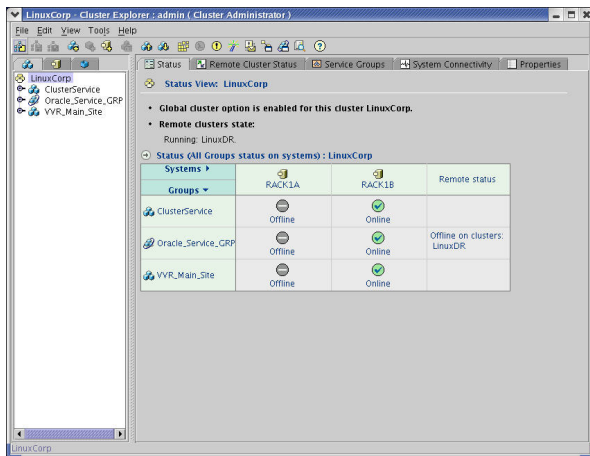 LinuxCorp - Cluster Explorer : admin ( Cluster Administrator )
File Edit View Tools Help
Status Remote Cluster Status Service Groups System Connectivity Properties
LinuxCorp
ClusterService
Oracle_Service_GRP
VVR_Main_Site
Status View: LinuxCorp
• Global cluster option is enabled for this cluster LinuxCorp.
• Remote clusters state:
Running: LinuxDR.
Status (All Groups status on systems) : LinuxCorp
Systems
Groups
RACK1A
RACK1B
Remote status
ClusterService
Offline
Online
Oracle_Service_GRP
Offline
Online
Offline on clusters:
LinuxDR
VVR_Main_Site
Offline
Online
LinuxCorp